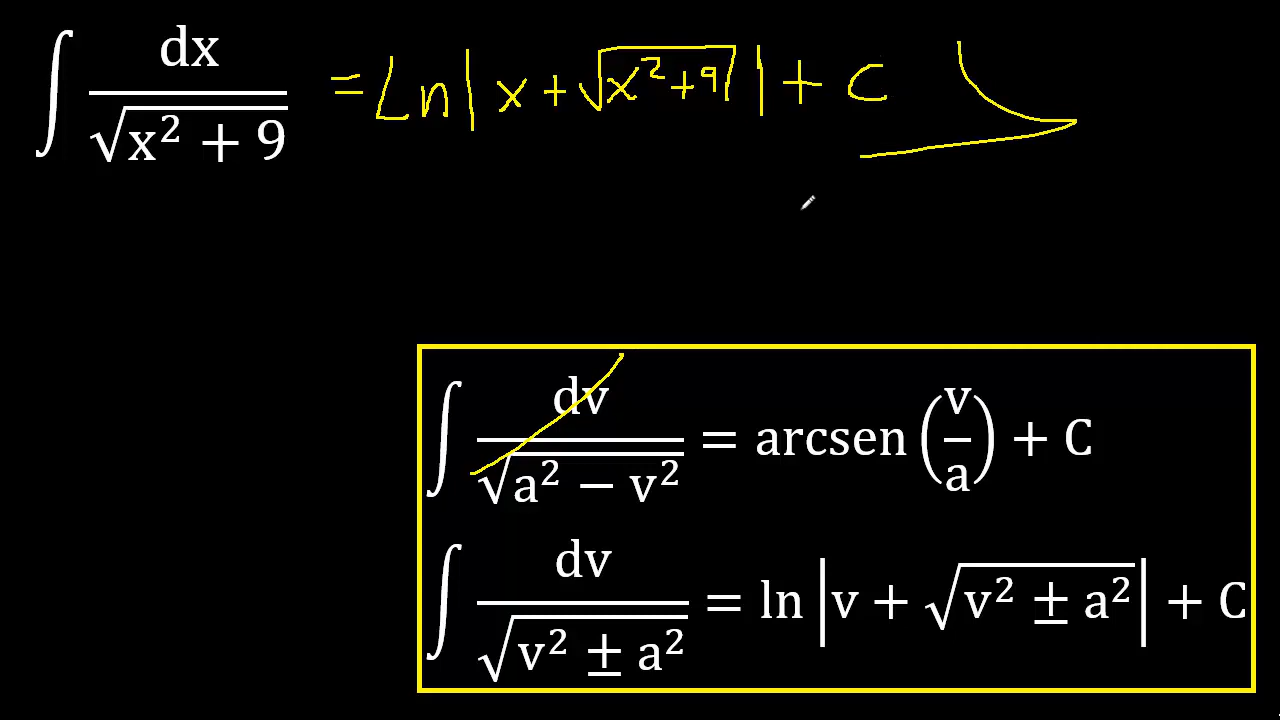 ∫ dx / √(x² + 9) = Ln|x + √(x² + 9)| + C
∫ dv / √(a² − v²) = arcsen (v/a) + C
∫ dv / √(v² ± a²) = ln |v + √(v² ± a²)| + C